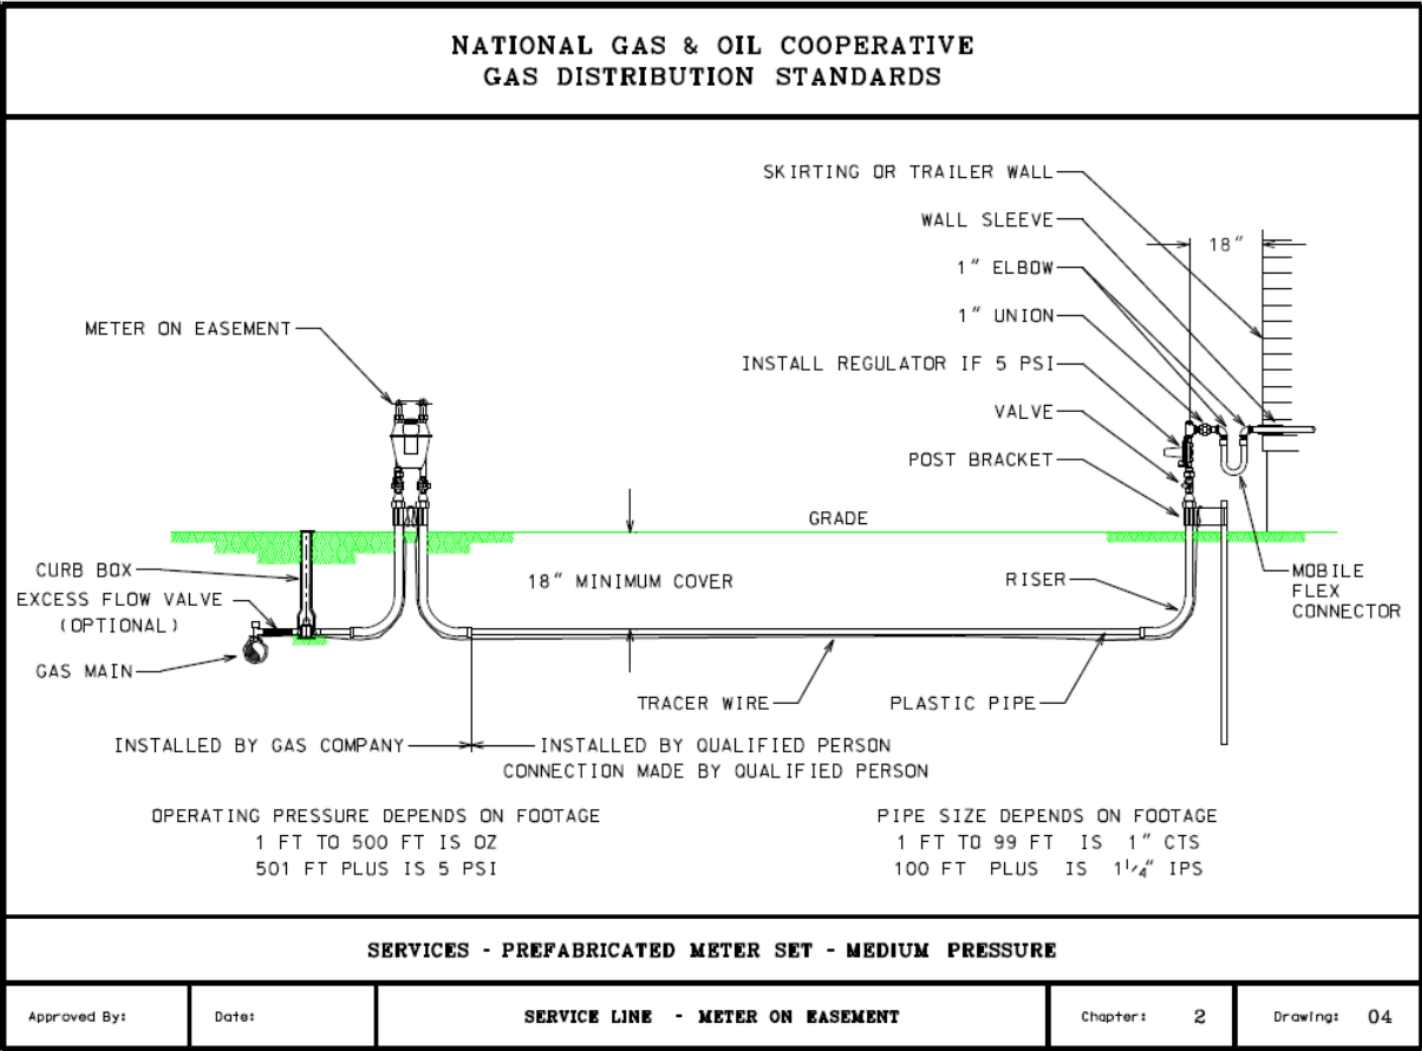 NATIONAL GAS & OIL COOPERATIVE
GAS DISTRIBUTION STANDARDS
SKIRTING OR TRAILER WALL
WALL SLEEVE
18"
1" ELBOW
1" UNION
METER ON EASEMENT
INSTALL REGULATOR IF 5 PSI
VALVE
POST BRACKET
GRADE
CURB BOX
18" MINIMUM COVER
RISER
MOBILE
FLEX
CONNECTOR
EXCESS FLOW VALVE
(OPTIONAL)
GAS MAIN
TRACER WIRE
PLASTIC PIPE
INSTALLED BY GAS COMPANY
INSTALLED BY QUALIFIED PERSON
CONNECTION MADE BY QUALIFIED PERSON
OPERATING PRESSURE DEPENDS ON FOOTAGE
1 FT TO 500 FT IS OZ
501 FT PLUS IS 5 PSI
PIPE SIZE DEPENDS ON FOOTAGE
1 FT TO 99 FT IS 1" CTS
100 FT PLUS IS 1 1/4" IPS
SERVICES - PREFABRICATED METER SET - MEDIUM PRESSURE
Approved By:
Date:
SERVICE LINE - METER ON EASEMENT
Chapter: 2
Drawing: 04